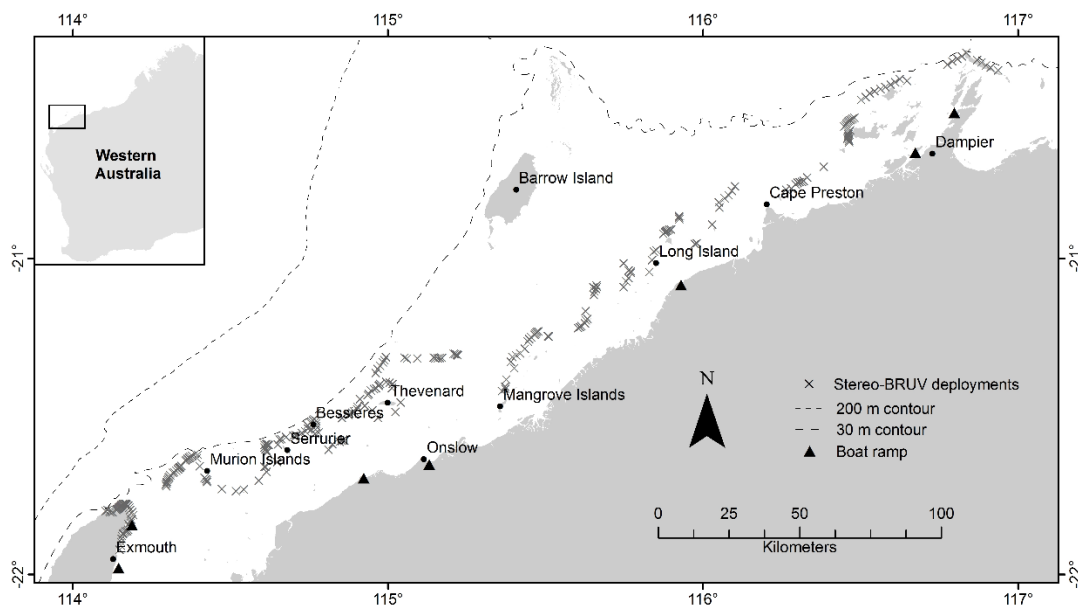 114°
115°
116°
117°
Western
Australia
Dampier
Barrow Island
Cape Preston
-21°
Long Island
-21°
Thevenard
Mangrove Islands
Bessieres
Serrurier
Onslow
Murion Islands
Exmouth
N
Stereo-BRUV deployments
200 m contour
30 m contour
Boat ramp
0 25 50 100
Kilometers
-22°
-22°
114°
115°
116°
117°